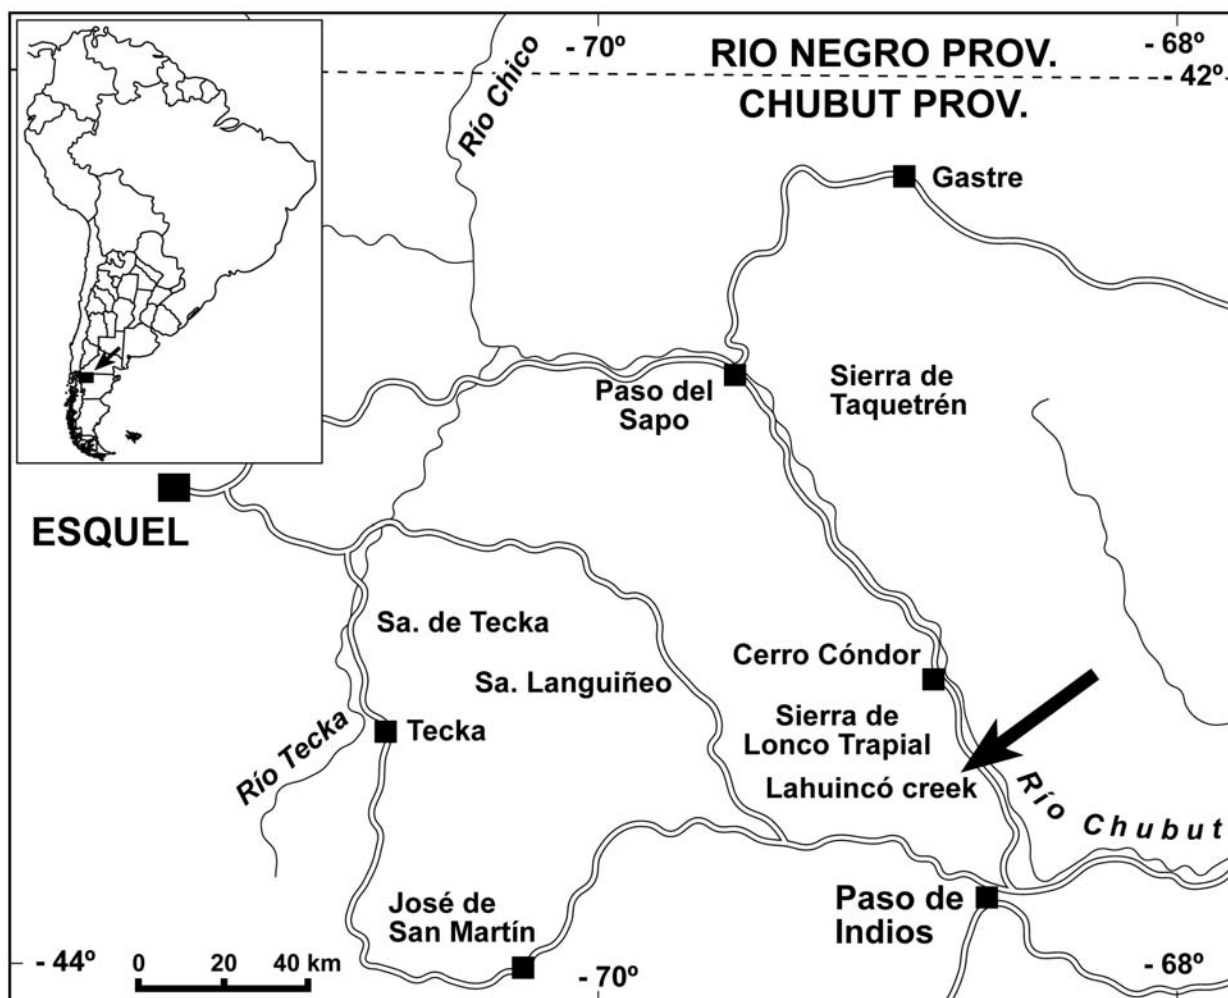 - 70º
- 68º
RIO NEGRO PROV.
- 42º
CHUBUT PROV.
Río Chico
Gastre
Paso del
Sapo
Sierra de
Taquetrén
ESQUEL
Sa. de Tecka
Cerro Cóndor
Sa. Languiñeo
Río Tecka
Tecka
Sierra de
Lonco Trapial
Lahuincó creek
Río Chubut
José de
San Martín
Paso de
Indios
- 44º
0 20 40 km
- 70º
- 68º